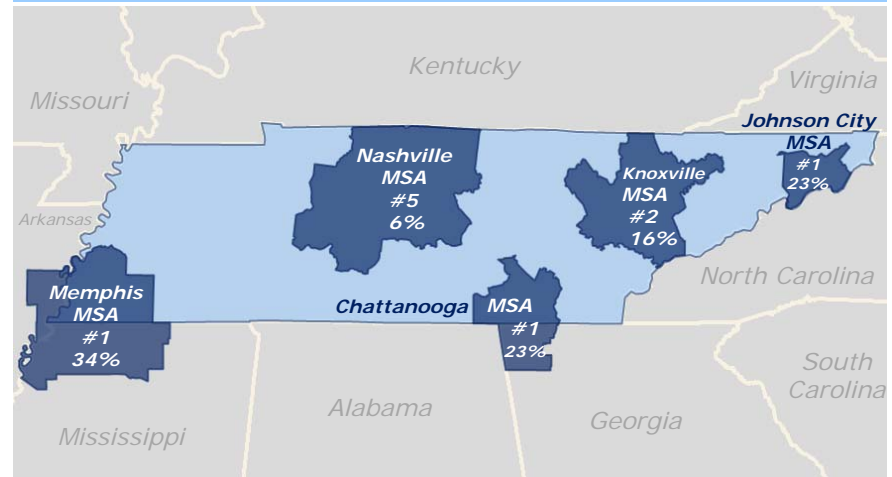 Kentucky
Missouri
Virginia
Johnson City
MSA
#1
23%
Nashville
MSA
#5
6%
Knoxville
MSA
#2
16%
Arkansas
North Carolina
Memphis
MSA
#1
34%
Chattanooga MSA
#1
23%
South
Carolina
Alabama
Georgia
Mississippi